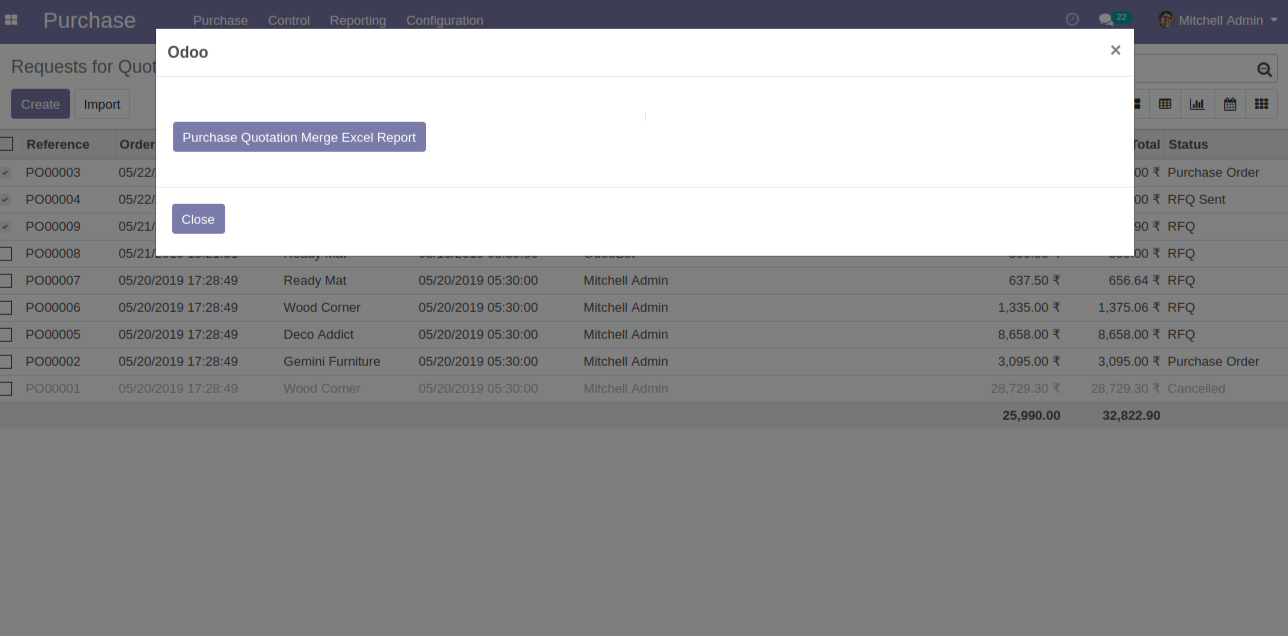 Purchase Purchase Control Reporting Configuration 22 Mitchell Admin
Odoo ×
Requests for Quot
Create Import
Purchase Quotation Merge Excel Report
Reference Order Total Status
PO00003 05/22/ 00 ₹ Purchase Order
PO00004 05/22/ 00 ₹ RFQ Sent
Close
PO00009 05/21/ 90 ₹ RFQ
PO00008 05/21/ Ready Mat RFQ
PO00007 05/20/2019 17:28:49 Ready Mat 05/20/2019 05:30:00 Mitchell Admin 637.50 ₹ 656.64 ₹ RFQ
PO00006 05/20/2019 17:28:49 Wood Corner 05/20/2019 05:30:00 Mitchell Admin 1,335.00 ₹ 1,375.06 ₹ RFQ
PO00005 05/20/2019 17:28:49 Deco Addict 05/20/2019 05:30:00 Mitchell Admin 8,658.00 ₹ 8,658.00 ₹ RFQ
PO00002 05/20/2019 17:28:49 Gemini Furniture 05/20/2019 05:30:00 Mitchell Admin 3,095.00 ₹ 3,095.00 ₹ Purchase Order
PO00001 05/20/2019 17:28:49 Wood Corner 05/20/2019 05:30:00 Mitchell Admin 28,729.30 ₹ 28,729.30 ₹ Cancelled
25,990.00 32,822.90